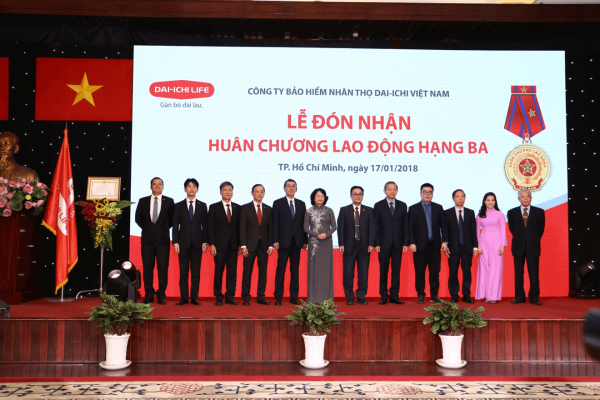 DAI-ICHI LIFE
Gắn bó dài lâu.
CÔNG TY BẢO HIỂM NHÂN THỌ DAI-ICHI VIỆT NAM
LỄ ĐÓN NHẬN
HUÂN CHƯƠNG LAO ĐỘNG HẠNG BA
TP. Hồ Chí Minh, ngày 17/01/2018